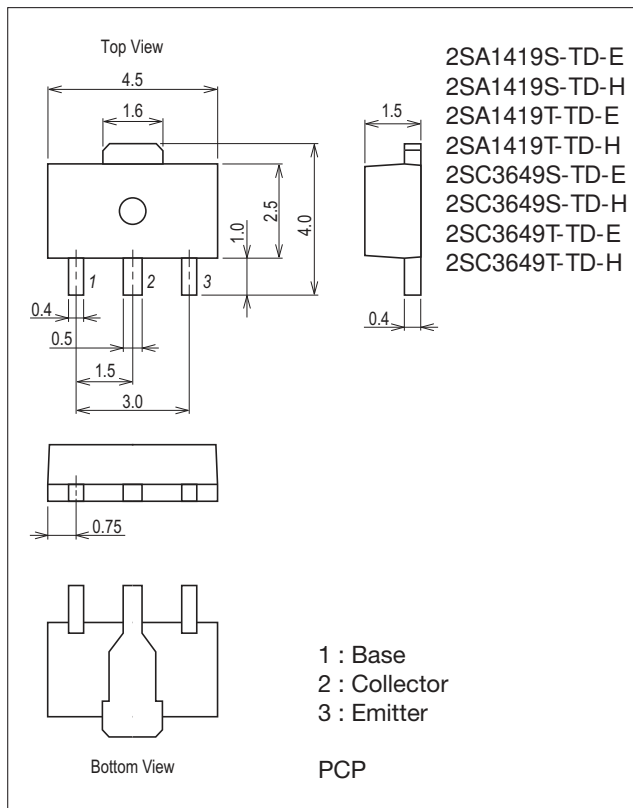 Top View
4.5
1.6
2.5
4.0
1.0
1
2
3
0.4
0.5
1.5
3.0
1.5
0.4
2SA1419S-TD-E
2SA1419S-TD-H
2SA1419T-TD-E
2SA1419T-TD-H
2SC3649S-TD-E
2SC3649S-TD-H
2SC3649T-TD-E
2SC3649T-TD-H
0.75
1 : Base
2 : Collector
3 : Emitter
Bottom View
PCP